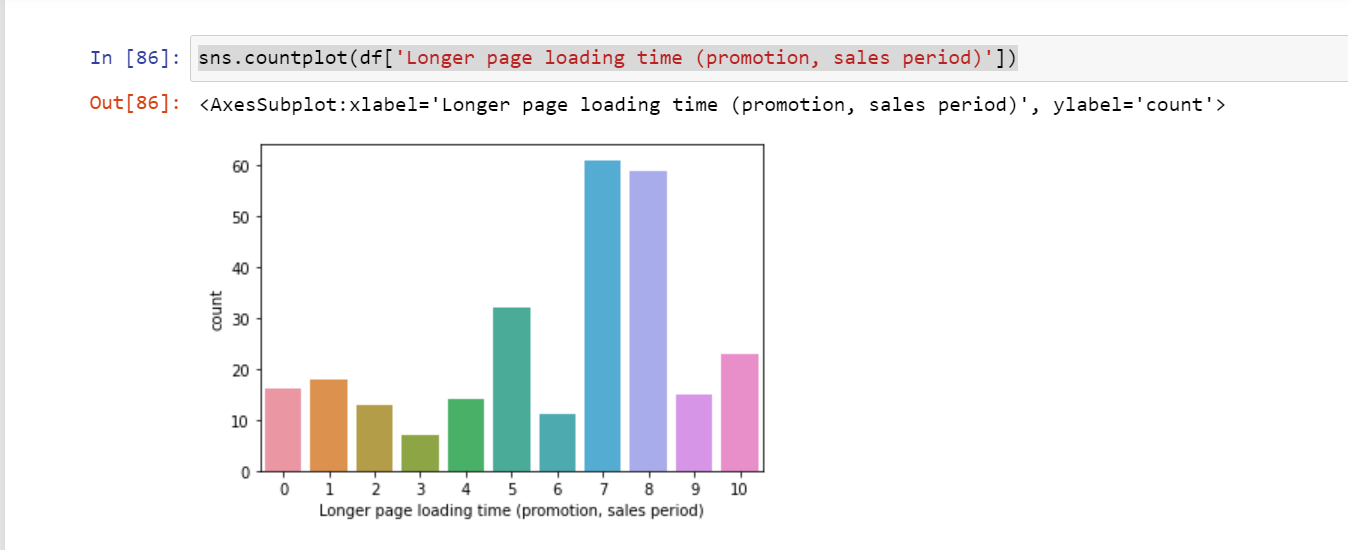 In [86]: sns.countplot(df['Longer page loading time (promotion, sales period)'])
Out[86]: <AxesSubplot:xlabel='Longer page loading time (promotion, sales period)', ylabel='count'>
60
50
40
30
20
10
0
count
0 1 2 3 4 5 6 7 8 9 10
Longer page loading time (promotion, sales period)